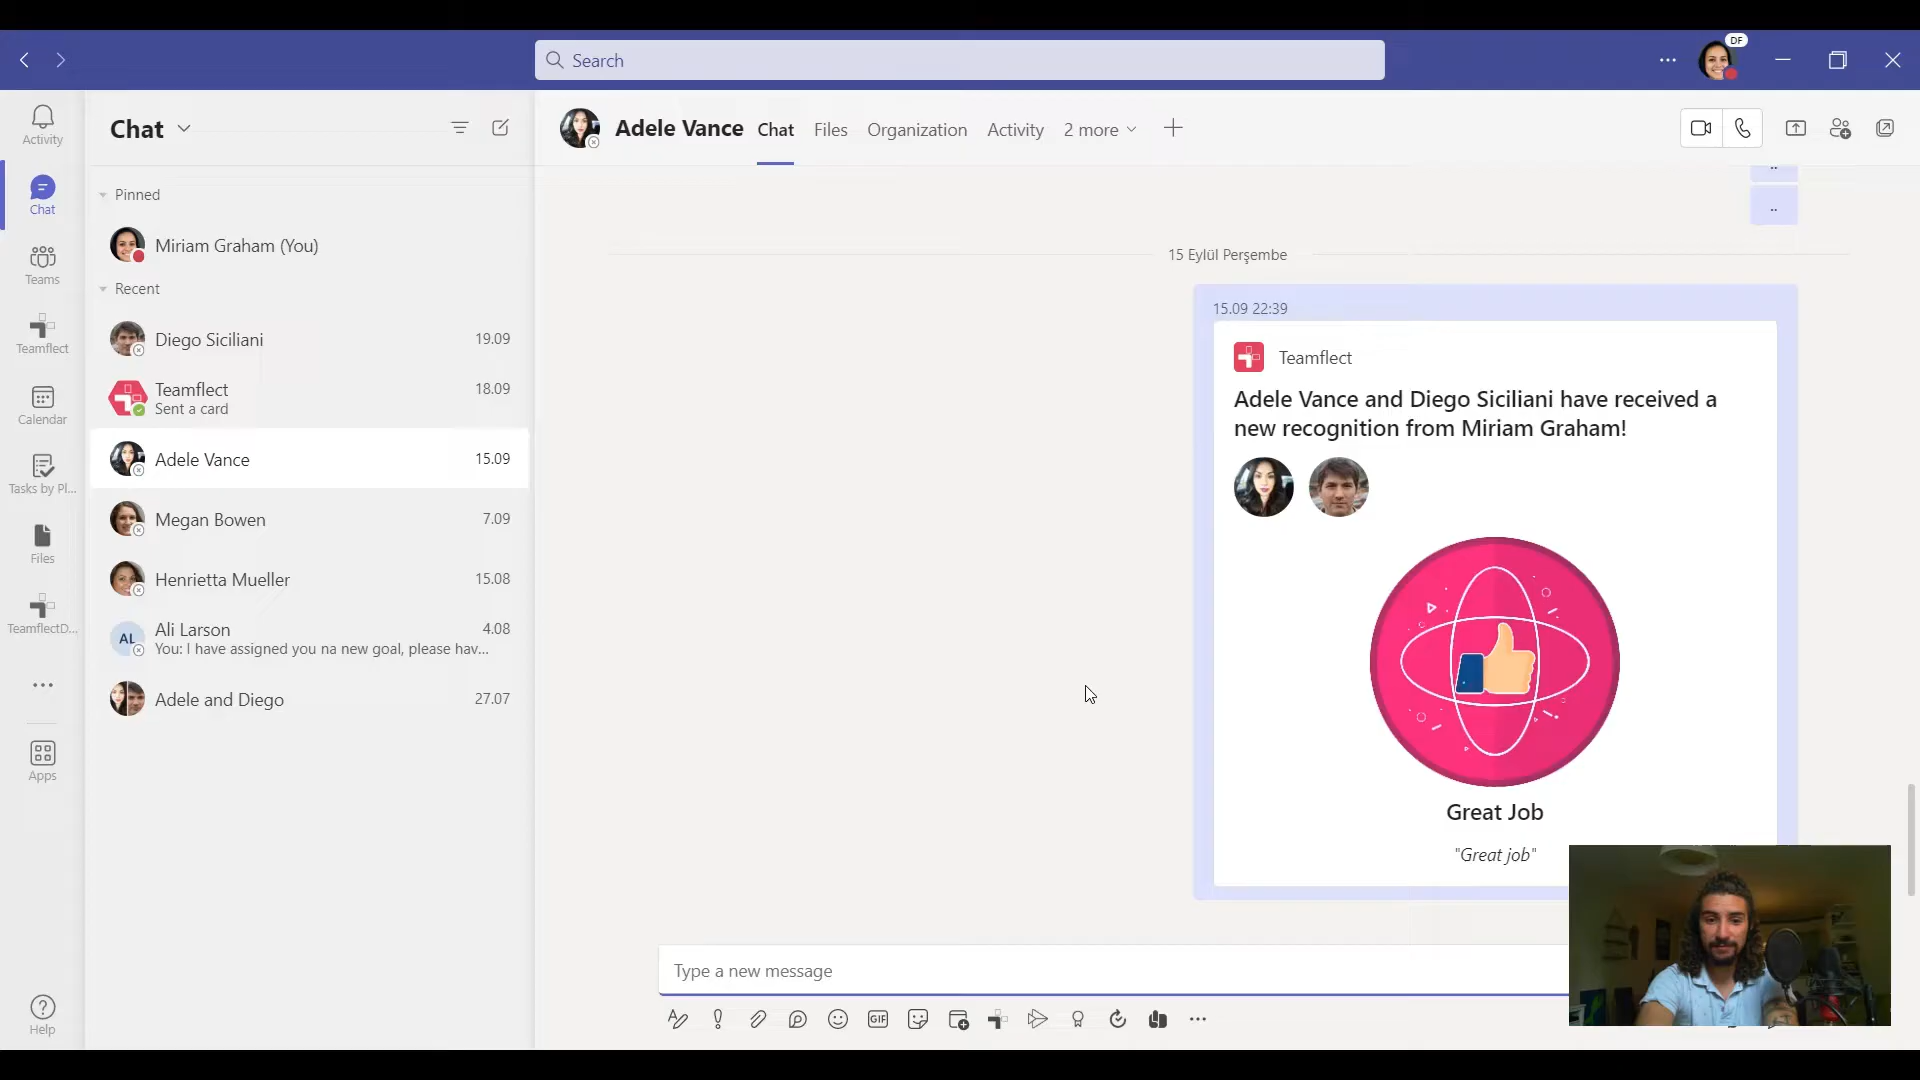 Search
DF
Activity
Chat
Teams
Teamflect
Calendar
Tasks by Pl...
Files
TeamflectD...
Apps
Help
Chat
Pinned
Miriam Graham (You)
Recent
Diego Siciliani 19.09
Teamflect 18.09
Sent a card
Adele Vance 15.09
Megan Bowen 7.09
Henrietta Mueller 15.08
AL
Ali Larson 4.08
You: I have assigned you na new goal, please hav...
Adele and Diego 27.07
Adele Vance Chat Files Organization Activity 2 more
..
..
15 Eylül Perşembe
15.09 22:39
Teamflect
Adele Vance and Diego Siciliani have received a
new recognition from Miriam Graham!
Great Job
"Great job"
Type a new message
GIF